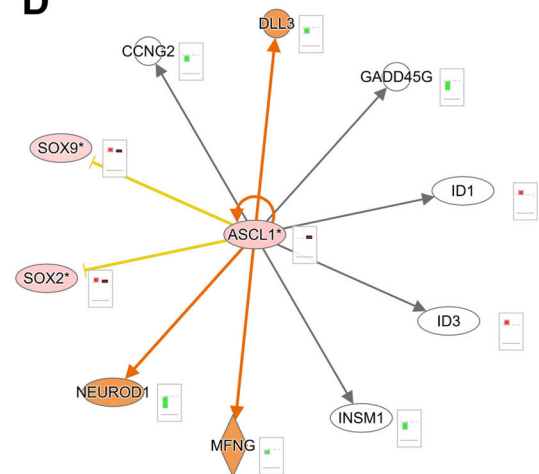 D
DLL3
CCNG2
GADD45G
SOX9*
ID1
ASCL1*
SOX2*
ID3
NEUROD1
INSM1
MFNG